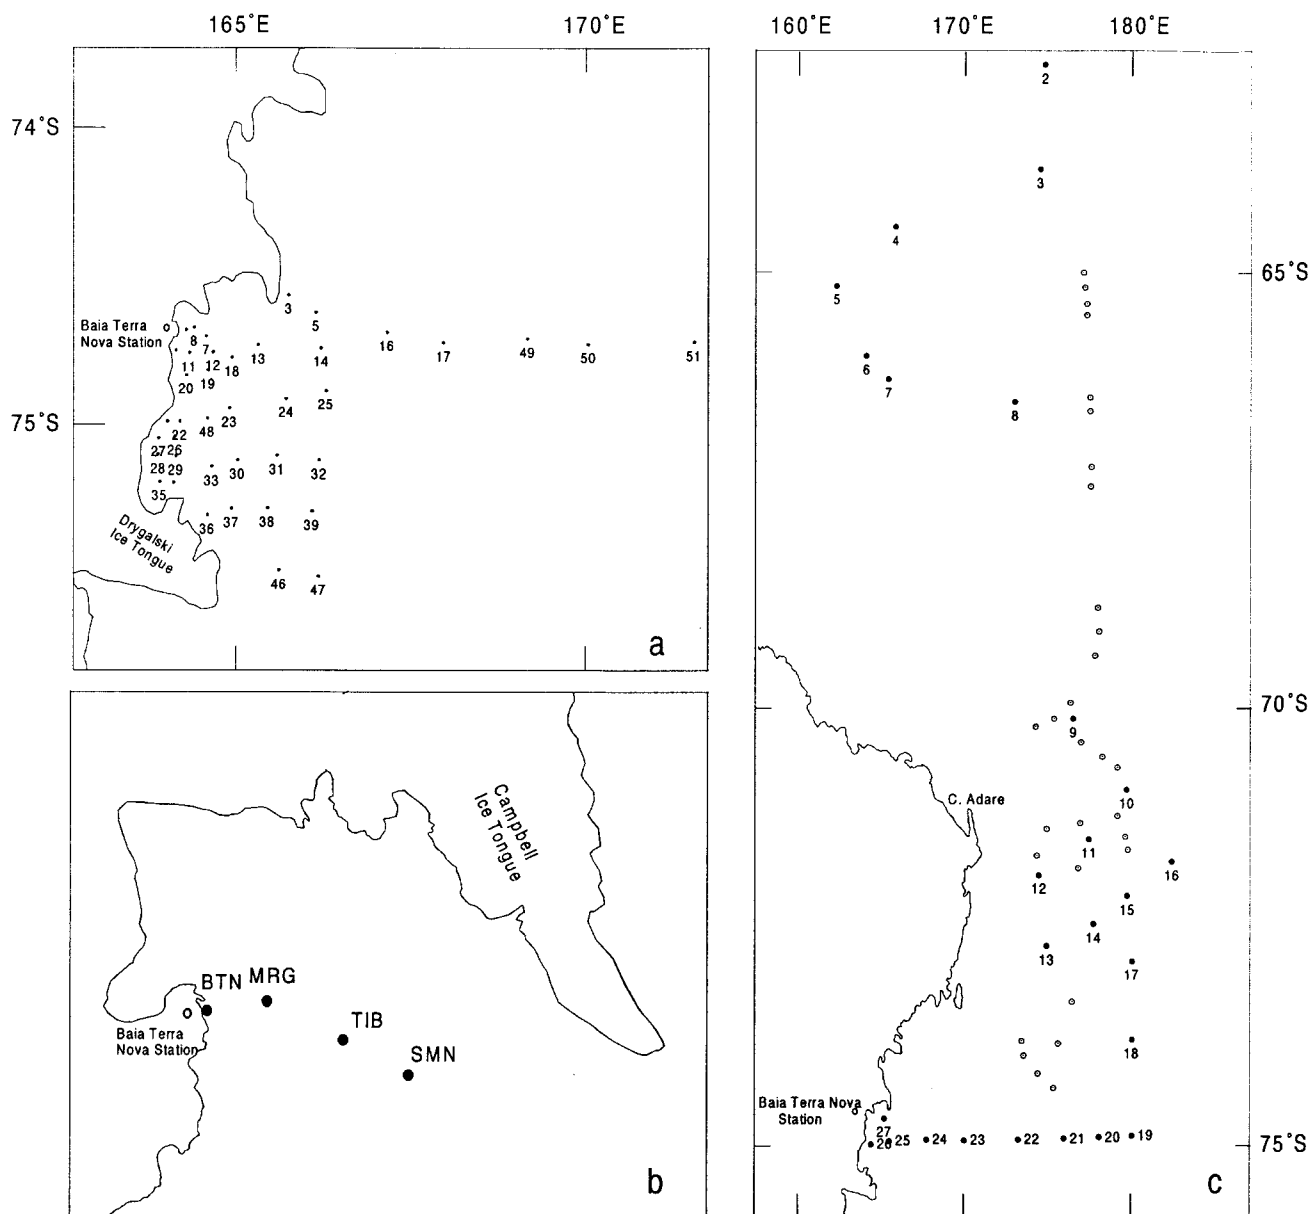 165°E
170°E
74°S
75°S
Baia Terra
Nova Station
3
5
8
7
11
12
18
13
14
16
17
49
50
51
20
19
25
24
23
48
22
27
26
28
29
33
30
31
32
35
36
37
38
39
46
47
Drygalski
Ice Tongue
a
Campbell
Ice Tongue
BTN
MRG
TIB
SMN
Baia Terra
Nova Station
b
160°E
170°E
180°E
65°S
70°S
75°S
2
3
4
5
6
7
8
9
10
C. Adare
11
12
16
15
14
13
17
18
Baia Terra Nova
Station
27
26
25
24
23
22
21
20
19
c